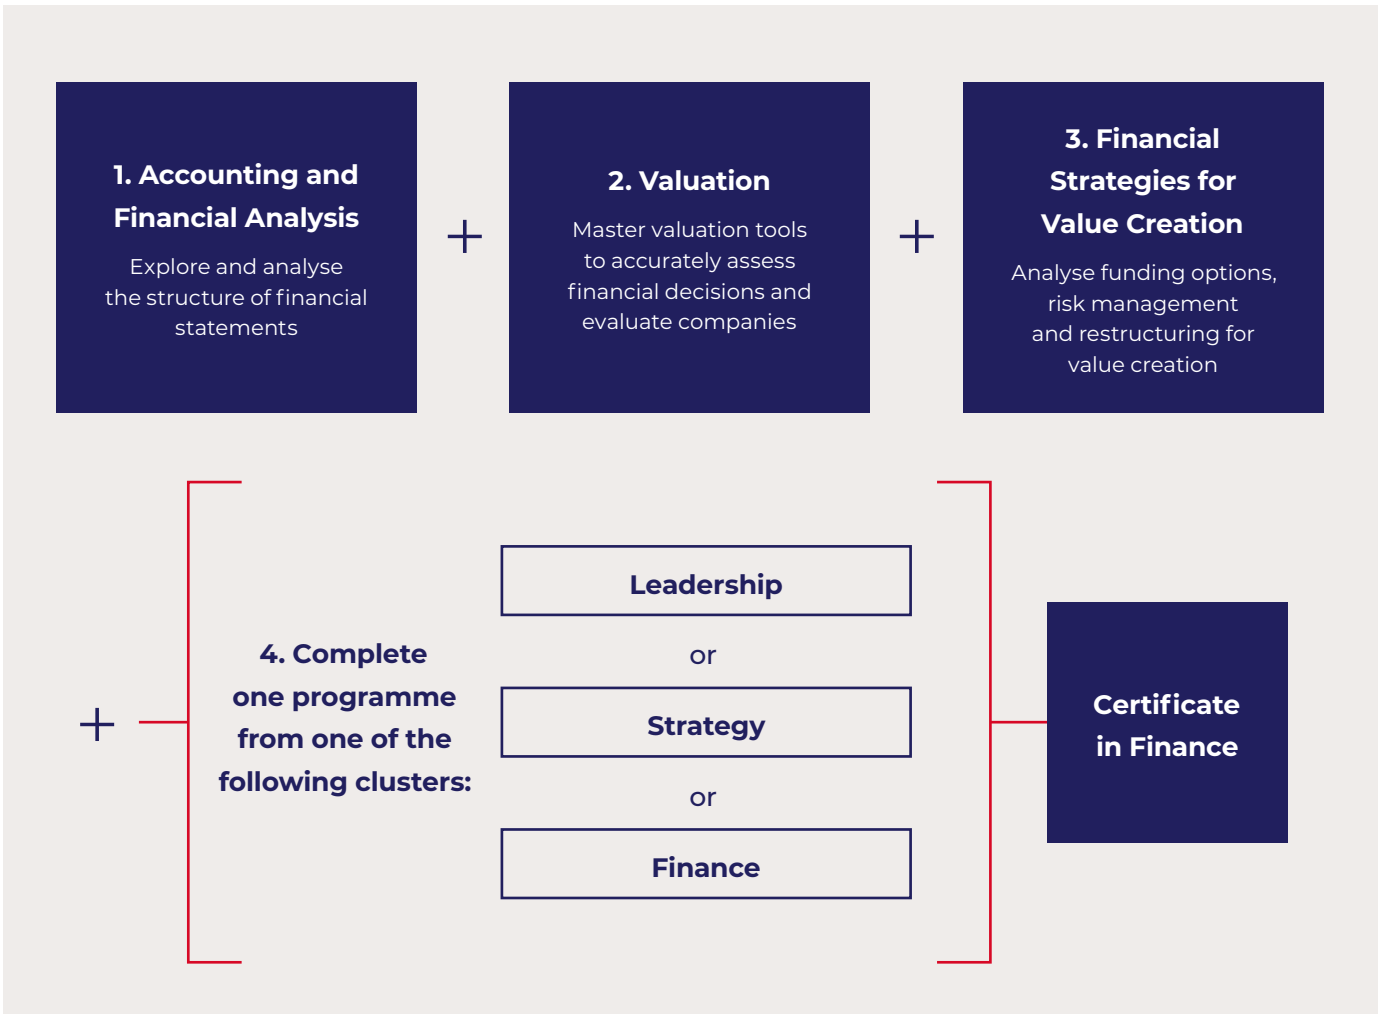 1. Accounting and
Financial Analysis
Explore and analyse
the structure of financial
statements
+
2. Valuation
Master valuation tools
to accurately assess
financial decisions and
evaluate companies
+
3. Financial
Strategies for
Value Creation
Analyse funding options,
risk management
and restructuring for
value creation
+
4. Complete
one programme
from one of the
following clusters:
Leadership
or
Strategy
or
Finance
Certificate
in Finance